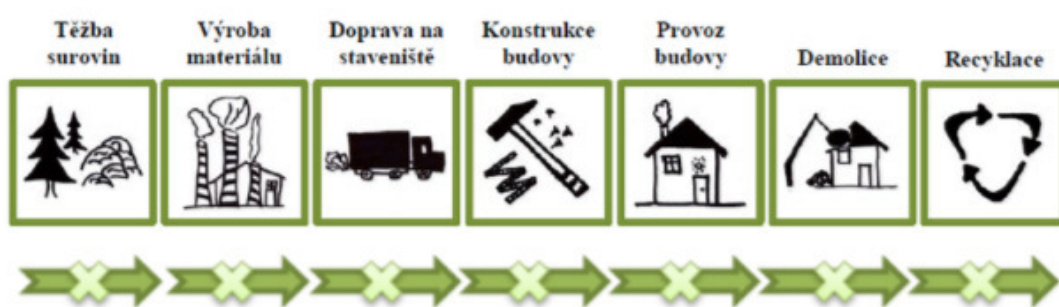 Těžba
surovin
Výroba
materiálu
Doprava na
staveniště
Konstrukce
budovy
Provoz
budovy
Demolice
Recyklace